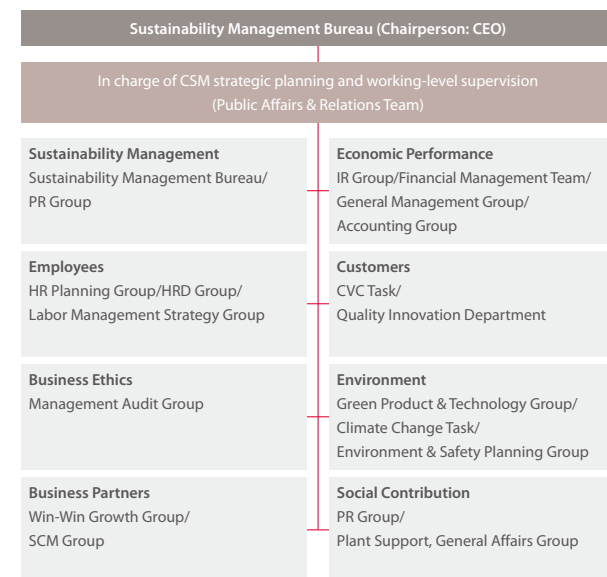 Sustainability Management Bureau (Chairperson: CEO)
In charge of CSM strategic planning and working-level supervision
(Public Affairs & Relations Team)
Sustainability Management
Sustainability Management Bureau/
PR Group
Economic Performance
IR Group/Financial Management Team/
General Management Group/
Accounting Group
Employees
HR Planning Group/HRD Group/
Labor Management Strategy Group
Customers
CVC Task/
Quality Innovation Department
Business Ethics
Management Audit Group
Environment
Green Product & Technology Group/
Climate Change Task/
Environment & Safety Planning Group
Business Partners
Win-Win Growth Group/
SCM Group
Social Contribution
PR Group/
Plant Support, General Affairs Group